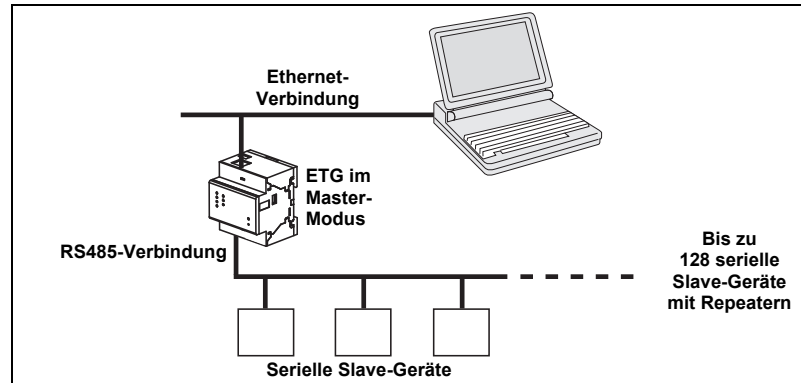 Ethernet-
Verbindung
ETG im
Master-
Modus
RS485-Verbindung
Bis zu
128 serielle
Slave-Geräte
mit Repeatern
Serielle Slave-Geräte